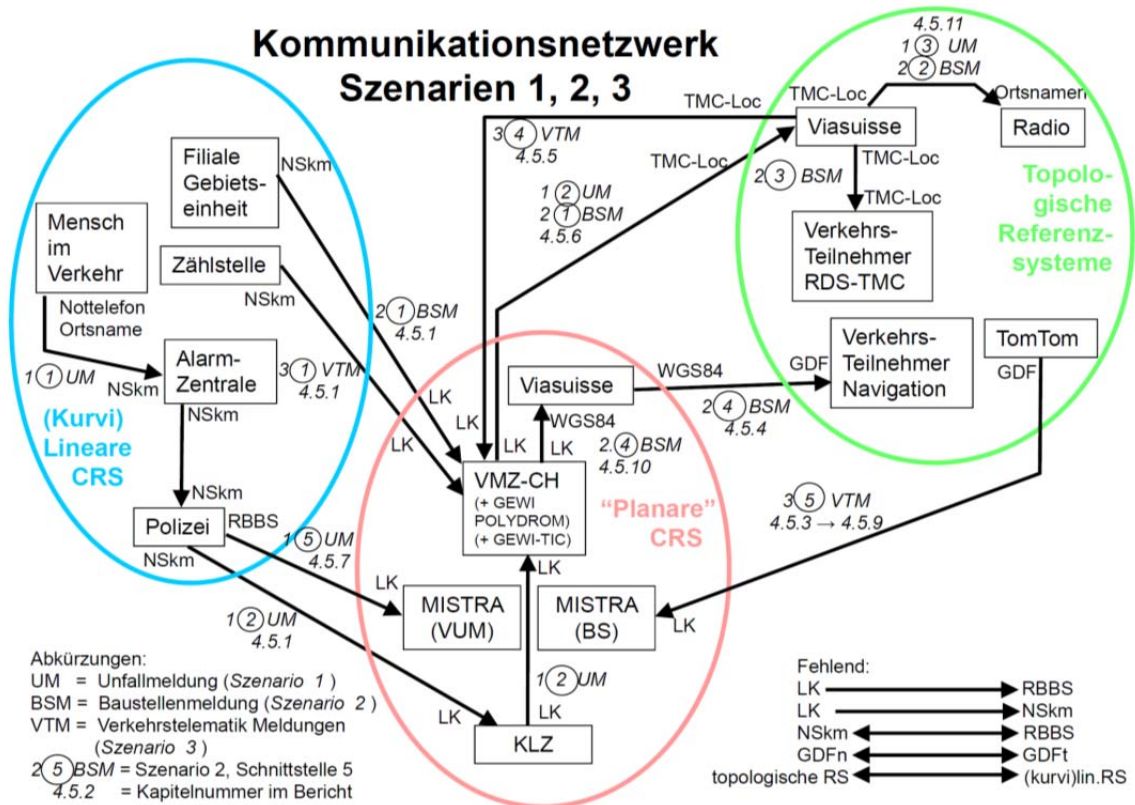 Kommunikationsnetzwerk
Szenarien 1, 2, 3
4.5.11
1 3 UM
2 2 BSM
TMC-Loc
TMC-Loc
Ortsnamen
Viasuisse
Radio
3 4 VTM
4.5.5
TMC-Loc
TMC-Loc
2 3 BSM
TMC-Loc
Topolo-
gische
Referenz-
systeme
1 2 UM
2 1 BSM
4.5.6
Verkehrs-
Teilnehmer
RDS-TMC
Filiale
Gebiets-
einheit
NSkm
Mensch
im
Verkehr
Zählstelle
NSkm
Nottelefon
Ortsname
2 1 BSM
4.5.1
1 1 UM
NSkm
Alarm-
Zentrale
NSkm
3 1 VTM
4.5.1
(Kurvi)
Lineare
CRS
LK
LK
LK
LK
LK
Viasuisse
WGS84
WGS84
GDF
Verkehrs-
Teilnehmer
Navigation
TomTom
GDF
2 4 BSM
4.5.4
2.4 BSM
4.5.10
VMZ-CH
(+ GEWI
POLYDROM)
(+ GEWI-TIC)
"Planare"
CRS
3 5 VTM
4.5.3 → 4.5.9
NSkm
Polizei
RBBS
NSkm
1 5 UM
4.5.7
LK
LK
MISTRA
(VUM)
MISTRA
(BS)
LK
1 2 UM
4.5.1
1 2 UM
LK
LK
KLZ
Abkürzungen:
UM = Unfallmeldung (Szenario 1)
BSM = Baustellenmeldung (Szenario 2)
VTM = Verkehrstelematik Meldungen
(Szenario 3)
2 5 BSM = Szenario 2, Schnittstelle 5
4.5.2 = Kapitelnummer im Bericht
Fehlend:
LK RBBS
LK NSkm
NSkm RBBS
GDFn GDFt
topologische RS (kurvi)lin.RS